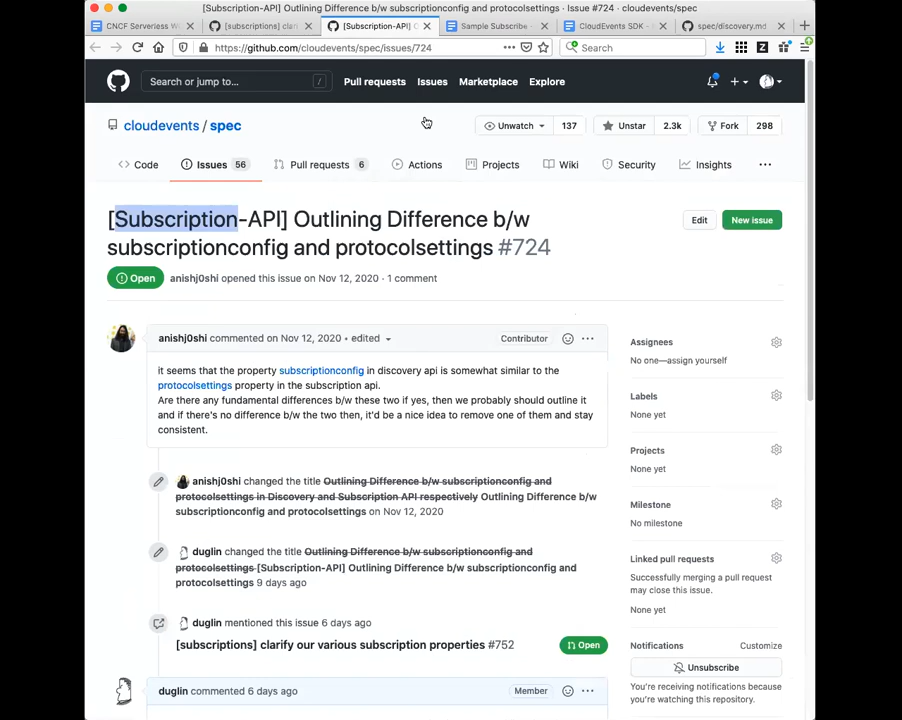 [Subscription-API] Outlining Difference b/w subscriptionconfig and protocolsettings · Issue #724 · cloudevents/spec
CNCF Serverless W
[subscriptions] clari
[Subscription-API] O
Sample Subscribe -
CloudEvents SDK -
spec/discovery.md
https://github.com/cloudevents/spec/issues/724
Search
Search or jump to...
/
Pull requests
Issues
Marketplace
Explore
cloudevents / spec
Unwatch
137
Unstar
2.3k
Fork
298
Code
Issues 56
Pull requests 6
Actions
Projects
Wiki
Security
Insights
[Subscription-API] Outlining Difference b/w
subscriptionconfig and protocolsettings #724
Edit
New issue
Open
anishj0shi opened this issue on Nov 12, 2020 · 1 comment
anishj0shi commented on Nov 12, 2020 • edited
Contributor
it seems that the property subscriptionconfig in discovery api is somewhat similar to the
protocolsettings property in the subscription api.
Are there any fundamental differences b/w these two if yes, then we probably should outline it
and if there's no difference b/w the two then, it'd be a nice idea to remove one of them and stay
consistent.
anishj0shi changed the title Outlining Difference b/w subscriptionconfig and
protocolsettings in Discovery and Subscription API respectively Outlining Difference b/w
subscriptionconfig and protocolsettings on Nov 12, 2020
duglin changed the title Outlining Difference b/w subscriptionconfig and
protocolsettings [Subscription-API] Outlining Difference b/w subscriptionconfig and
protocolsettings 9 days ago
duglin mentioned this issue 6 days ago
[subscriptions] clarify our various subscription properties #752
Open
duglin commented 6 days ago
Member
Assignees
No one—assign yourself
Labels
None yet
Projects
None yet
Milestone
No milestone
Linked pull requests
Successfully merging a pull request
may close this issue.
None yet
Notifications
Customize
Unsubscribe
You're receiving notifications because
you're watching this repository.